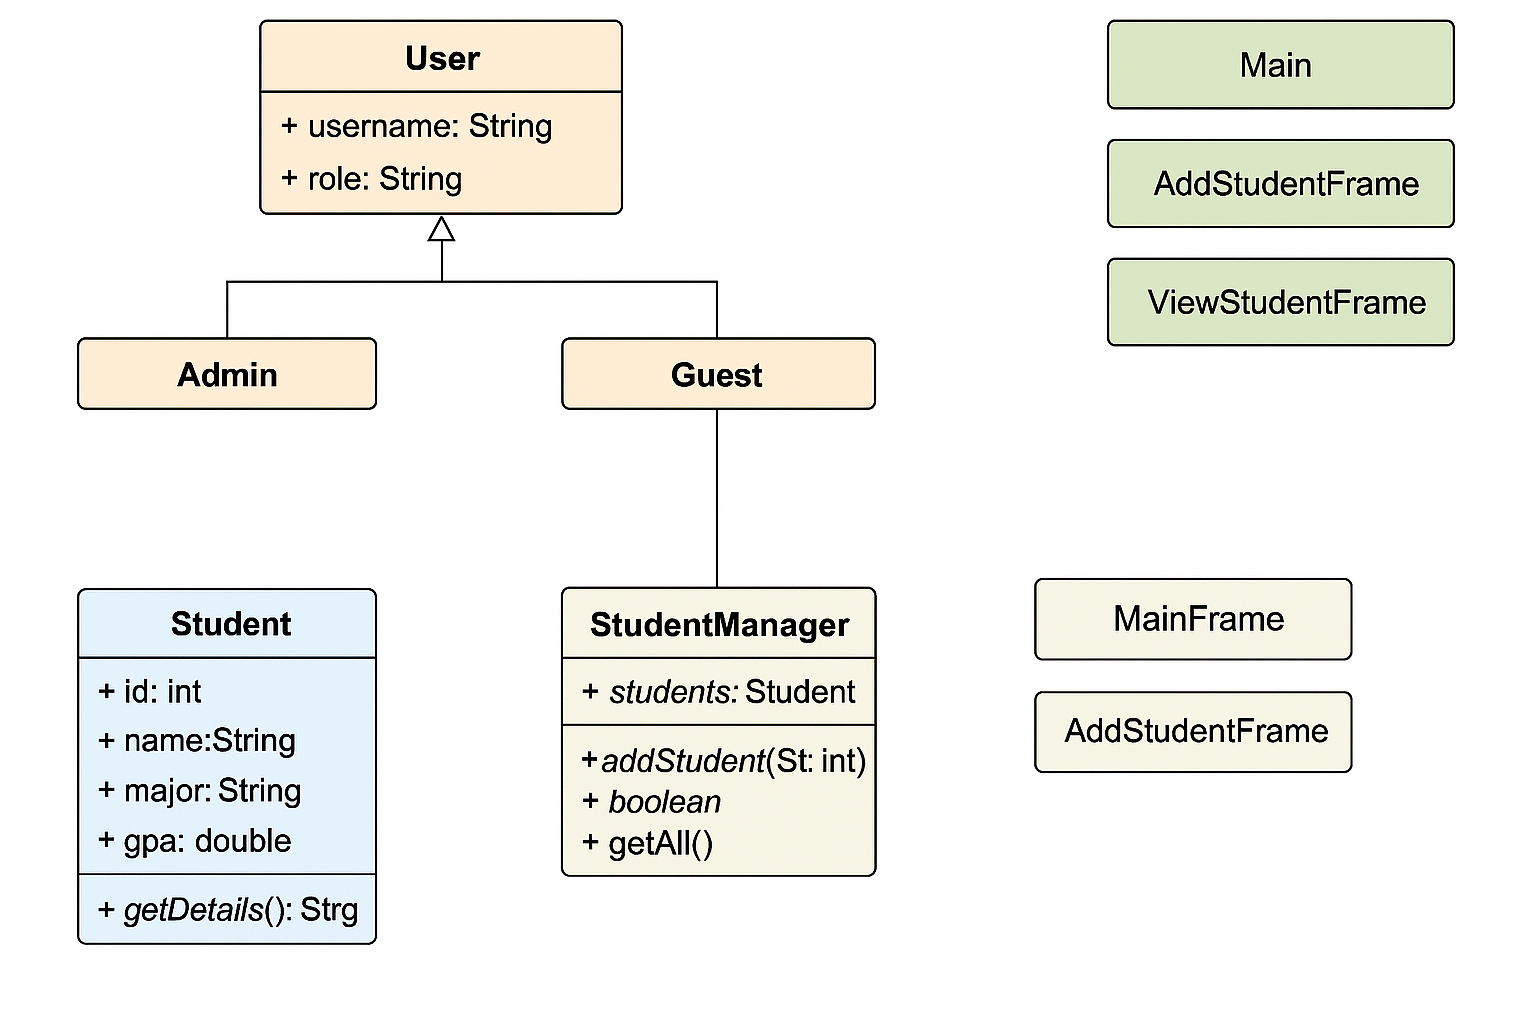 User
+ username: String
+ role: String
Admin
Guest
Student
+ id: int
+ name:String
+ major: String
+ gpa: double
+ getDetails(): Strg
StudentManager
+ students: Student
+addStudent(St: int)
+ boolean
+ getAll()
Main
AddStudentFrame
ViewStudentFrame
MainFrame
AddStudentFrame